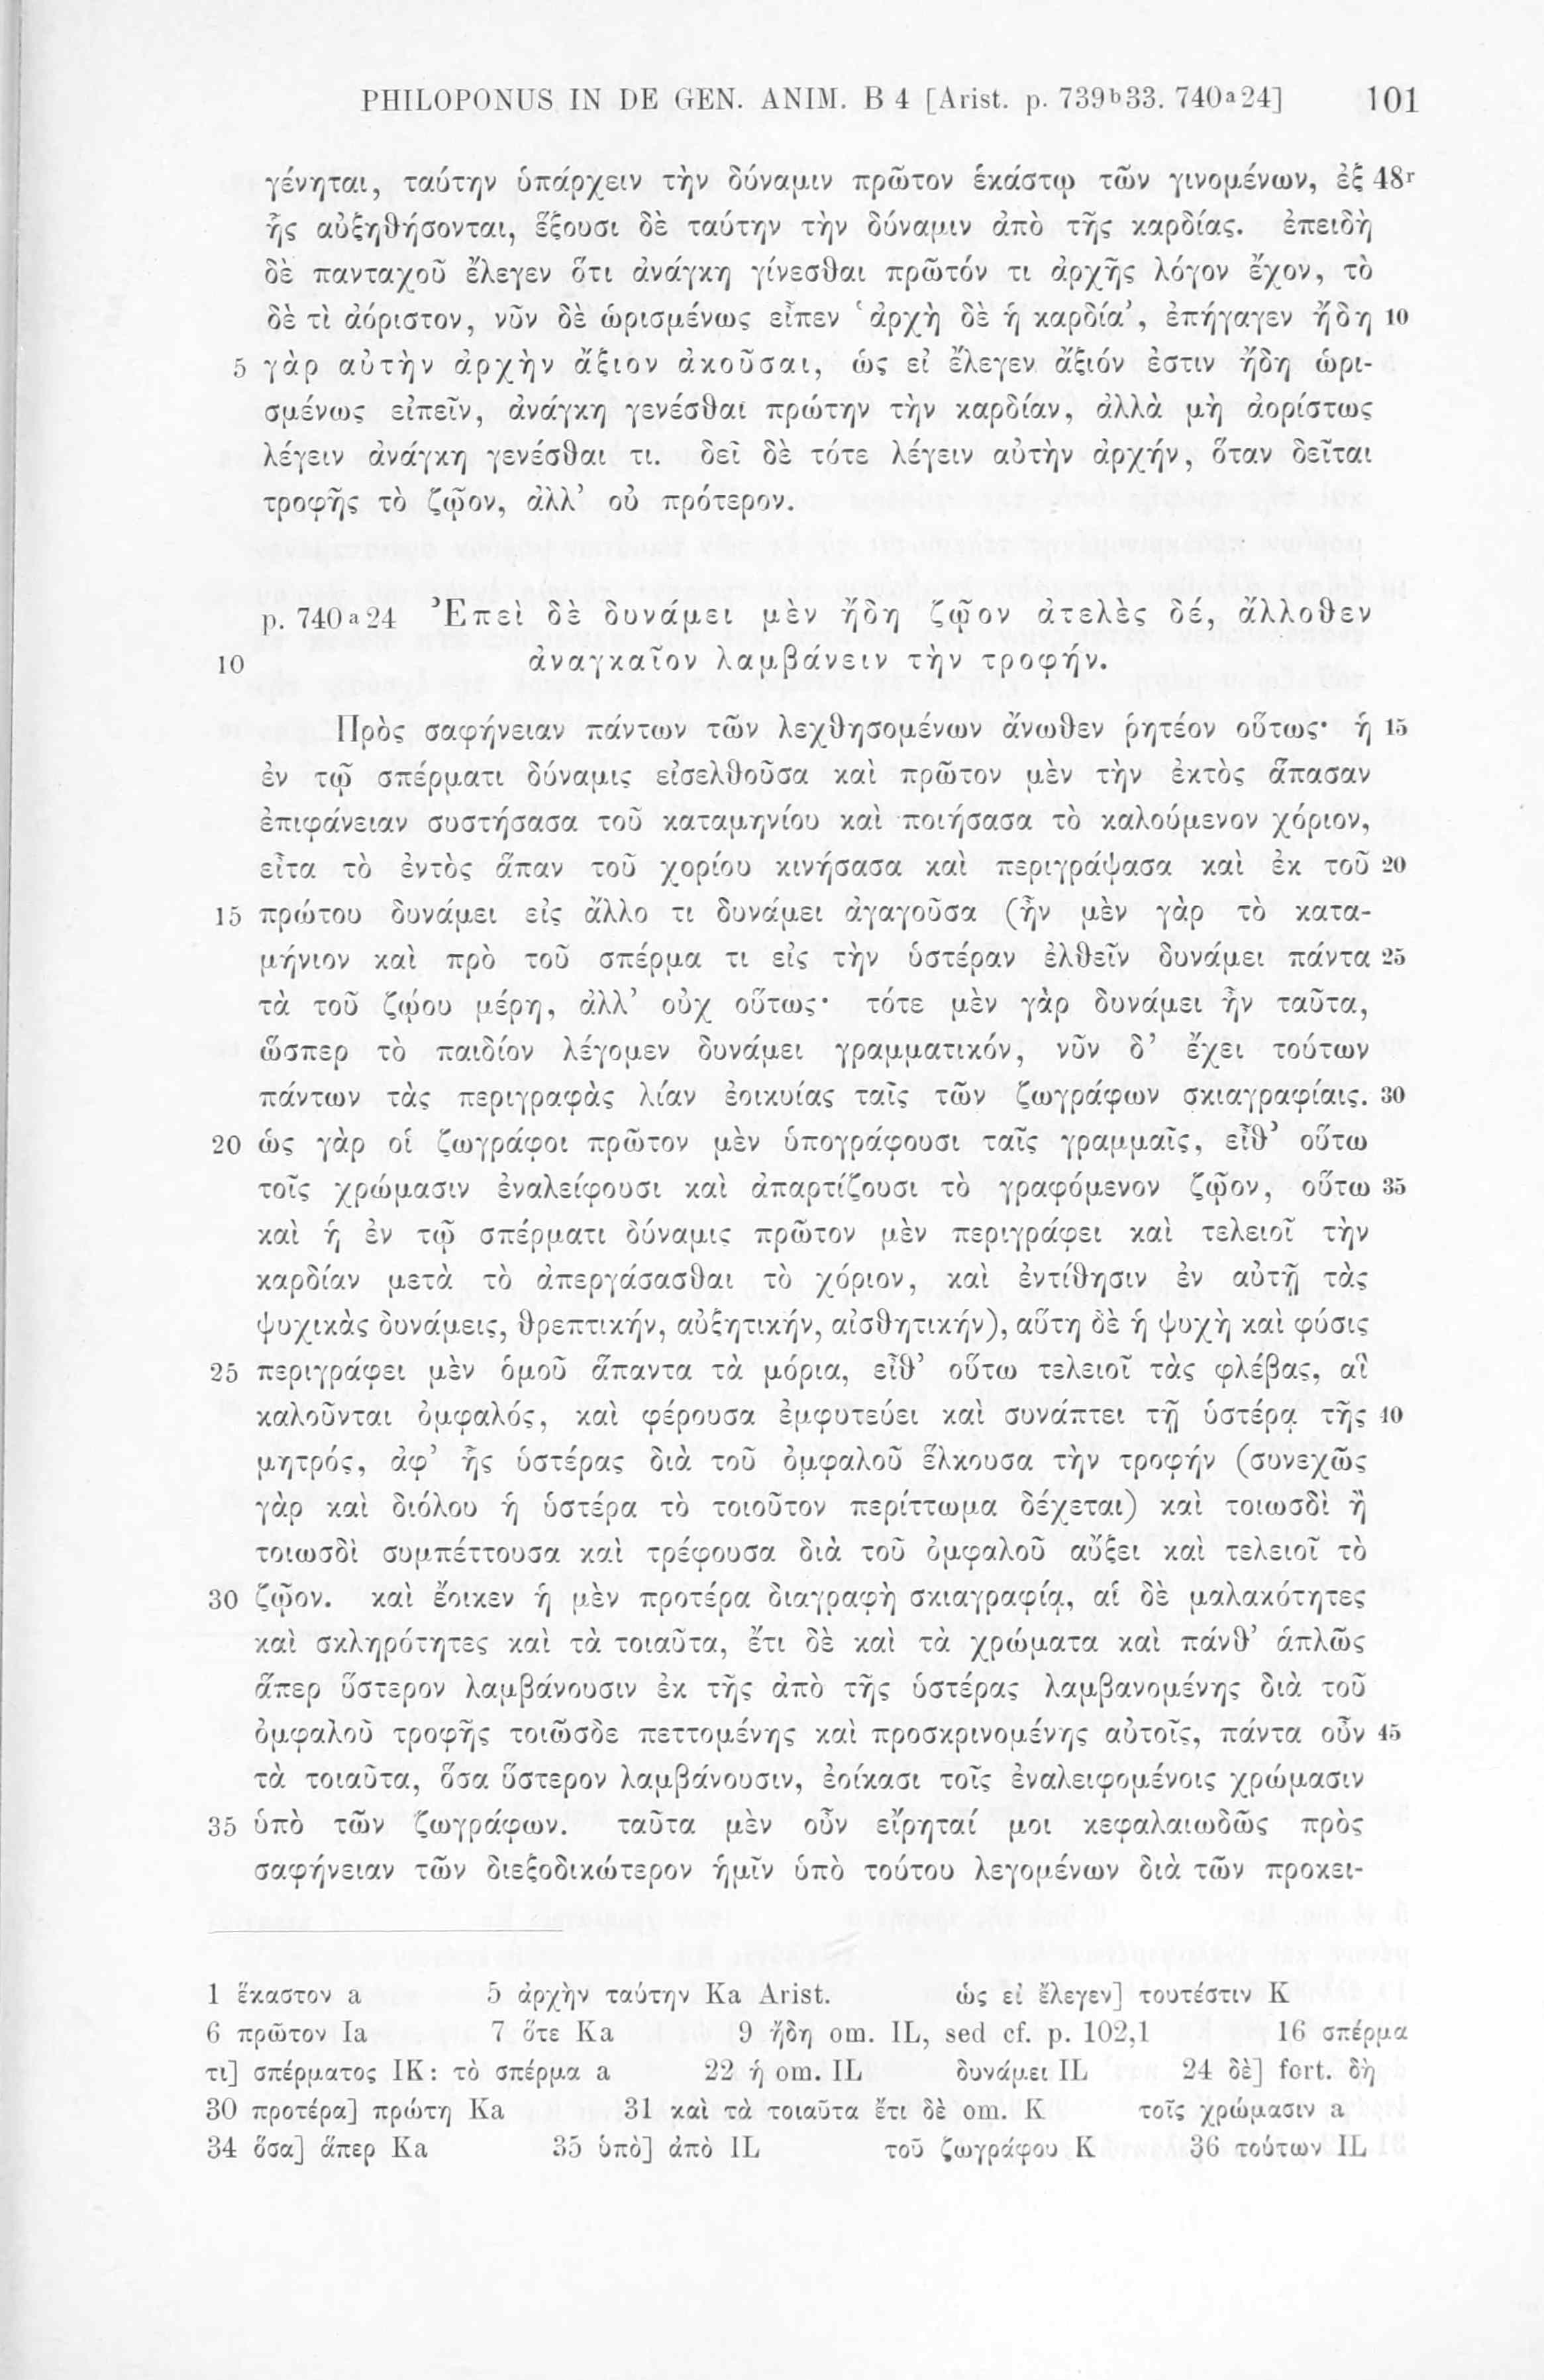 PHILOPONUS IN DE GEN. ANIM. B 4 [Arist. p. 739b33. 740a24] 101
γένηται, ταύτην ὑπάρχειν τὴν δύναμιν πρῶτον ἑκάστῳ τῶν γινομένων, ἐξ 48r
ἧς αὐξηθήσονται, ἕξουσι δὲ ταύτην τὴν δύναμιν ἀπὸ τῆς καρδίας. ἐπειδὴ
δὲ πανταχοῦ ἔλεγεν ὅτι ἀνάγκη γίνεσθαι πρῶτόν τι ἀρχῆς λόγον ἔχον, τὸ
δὲ τὶ ἀόριστον, νῦν δὲ ὡρισμένως εἶπεν ‘ἀρχὴ δὲ ἡ καρδία’, ἐπήγαγεν ἤδη 10
5 γὰρ αὐτὴν ἀρχὴν ἄξιον ἀκοῦσαι, ὡς εἰ ἔλεγεν ἄξιόν ἐστιν ἤδη ὡρι-
σμένως εἰπεῖν, ἀνάγκη γενέσθαι πρώτην τὴν καρδίαν, ἀλλὰ μὴ ἀορίστως
λέγειν ἀνάγκη γενέσθαι τι. δεῖ δὲ τότε λέγειν αὐτὴν ἀρχήν, ὅταν δεῖται
τροφῆς τὸ ζῷον, ἀλλ’ οὐ πρότερον.
p. 740a24 Ἐπεὶ δὲ δυνάμει μὲν ἤδη ζῷον ἀτελὲς δέ, ἄλλοθεν
10 ἀναγκαῖον λαμβάνειν τὴν τροφήν.
Πρὸς σαφήνειαν πάντων τῶν λεχθησομένων ἄνωθεν ῥητέον οὕτως· ἡ 15
ἐν τῷ σπέρματι δύναμις εἰσελθοῦσα καὶ πρῶτον μὲν τὴν ἐκτὸς ἅπασαν
ἐπιφάνειαν συστήσασα τοῦ καταμηνίου καὶ ποιήσασα τὸ καλούμενον χόριον,
εἶτα τὸ ἐντὸς ἅπαν τοῦ χορίου κινήσασα καὶ περιγράψασα καὶ ἐκ τοῦ 20
15 πρώτου δυνάμει εἰς ἄλλο τι δυνάμει ἀγαγοῦσα (ἦν μὲν γὰρ τὸ κατα-
μήνιον καὶ πρὸ τοῦ σπέρμα τι εἰς τὴν ὑστέραν ἐλθεῖν δυνάμει πάντα 25
τὰ τοῦ ζῴου μέρη, ἀλλ’ οὐχ οὕτως· τότε μὲν γὰρ δυνάμει ἦν ταῦτα,
ὥσπερ τὸ παιδίον λέγομεν δυνάμει γραμματικόν, νῦν δ’ ἔχει τούτων
πάντων τὰς περιγραφὰς λίαν ἐοικυίας ταῖς τῶν ζωγράφων σκιαγραφίαις. 30
20 ὡς γὰρ οἱ ζωγράφοι πρῶτον μὲν ὑπογράφουσι ταῖς γραμμαῖς, εἶθ’ οὕτω
τοῖς χρώμασιν ἐναλείφουσι καὶ ἀπαρτίζουσι τὸ γραφόμενον ζῷον, οὕτω 35
καὶ ἡ ἐν τῷ σπέρματι δύναμις πρῶτον μὲν περιγράφει καὶ τελειοῖ τὴν
καρδίαν μετὰ τὸ ἀπεργάσασθαι τὸ χόριον, καὶ ἐντίθησιν ἐν αὐτῇ τὰς
ψυχικὰς δυνάμεις, θρεπτικήν, αὐξητικήν, αἰσθητικήν), αὕτη δὲ ἡ ψυχὴ καὶ φύσις
25 περιγράφει μὲν ὁμοῦ ἅπαντα τὰ μόρια, εἶθ’ οὕτω τελειοῖ τὰς φλέβας, αἳ
καλοῦνται ὀμφαλός, καὶ φέρουσα ἐμφυτεύει καὶ συνάπτει τῇ ὑστέρᾳ τῆς 40
μητρός, ἀφ’ ἧς ὑστέρας διὰ τοῦ ὀμφαλοῦ ἕλκουσα τὴν τροφήν (συνεχῶς
γὰρ καὶ διόλου ἡ ὑστέρα τὸ τοιοῦτον περίττωμα δέχεται) καὶ τοιωσδὶ ἢ
τοιωσδὶ συμπέττουσα καὶ τρέφουσα διὰ τοῦ ὀμφαλοῦ αὔξει καὶ τελειοῖ τὸ
30 ζῷον. καὶ ἔοικεν ἡ μὲν προτέρα διαγραφὴ σκιαγραφίᾳ, αἱ δὲ μαλακότητες
καὶ σκληρότητες καὶ τὰ τοιαῦτα, ἔτι δὲ καὶ τὰ χρώματα καὶ πάνθ’ ἁπλῶς
ἅπερ ὕστερον λαμβάνουσιν ἐκ τῆς ἀπὸ τῆς ὑστέρας λαμβανομένης διὰ τοῦ
ὀμφαλοῦ τροφῆς τοιῶσδε πεττομένης καὶ προσκρινομένης αὐτοῖς, πάντα οὖν 45
τὰ τοιαῦτα, ὅσα ὕστερον λαμβάνουσιν, ἐοίκασι τοῖς ἐναλειφομένοις χρώμασιν
35 ὑπὸ τῶν ζωγράφων. ταῦτα μὲν οὖν εἴρηταί μοι κεφαλαιωδῶς πρὸς
σαφήνειαν τῶν διεξοδικώτερον ἡμῖν ὑπὸ τούτου λεγομένων διὰ τῶν προκει-
1 ἕκαστον a 5 ἀρχὴν ταύτην Ka Arist. ὡς εἰ ἔλεγεν] τουτέστιν K
6 πρῶτον Ia 7 ὅτε Ka 9 ἤδη om. IL, sed cf. p. 102,1 16 σπέρμα
τι] σπέρματος IK: τὸ σπέρμα a 22 ἡ om. IL δυνάμει IL 24 δὲ] fort. δὴ
30 προτέρα] πρώτη Ka 31 καὶ τὰ τοιαῦτα ἔτι δὲ om. K τοῖς χρώμασιν a
34 ὅσα] ἅπερ Ka 35 ὑπὸ] ἀπὸ IL τοῦ ζωγράφου K 36 τούτων IL